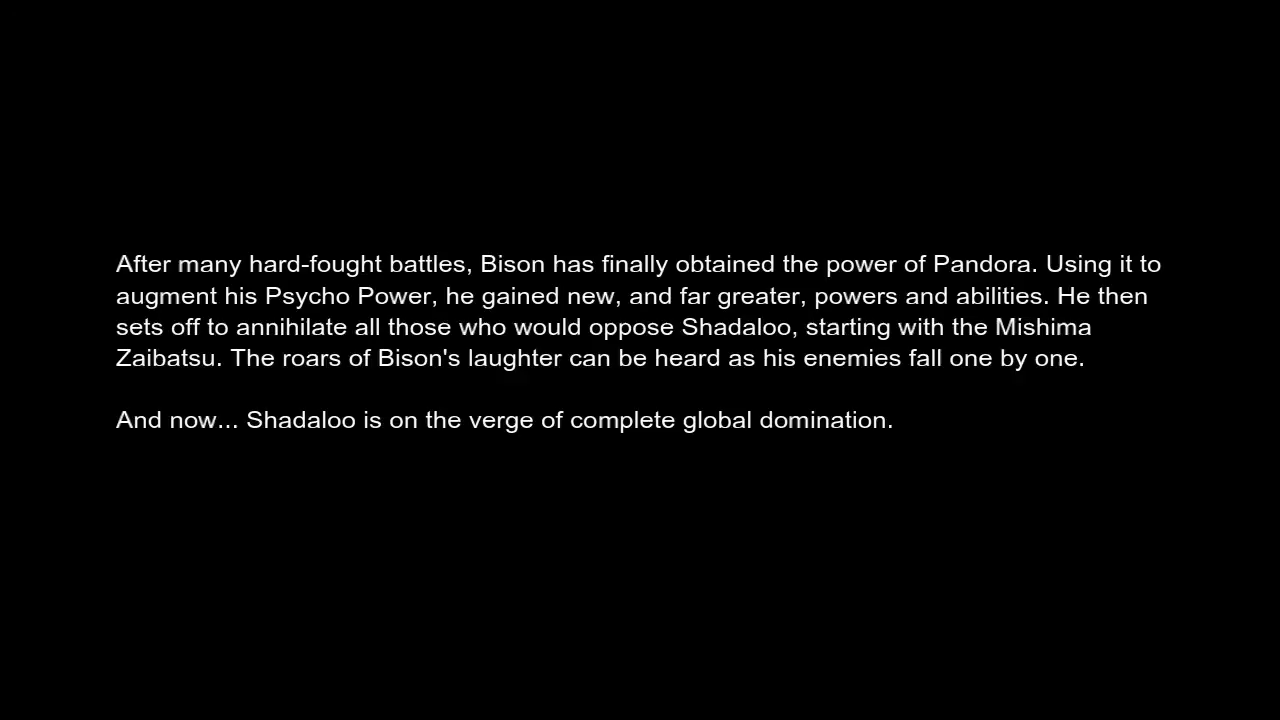 After many hard-fought battles, Bison has finally obtained the power of Pandora. Using it to
augment his Psycho Power, he gained new, and far greater, powers and abilities. He then
sets off to annihilate all those who would oppose Shadaloo, starting with the Mishima
Zaibatsu. The roars of Bison's laughter can be heard as his enemies fall one by one.
And now... Shadaloo is on the verge of complete global domination.